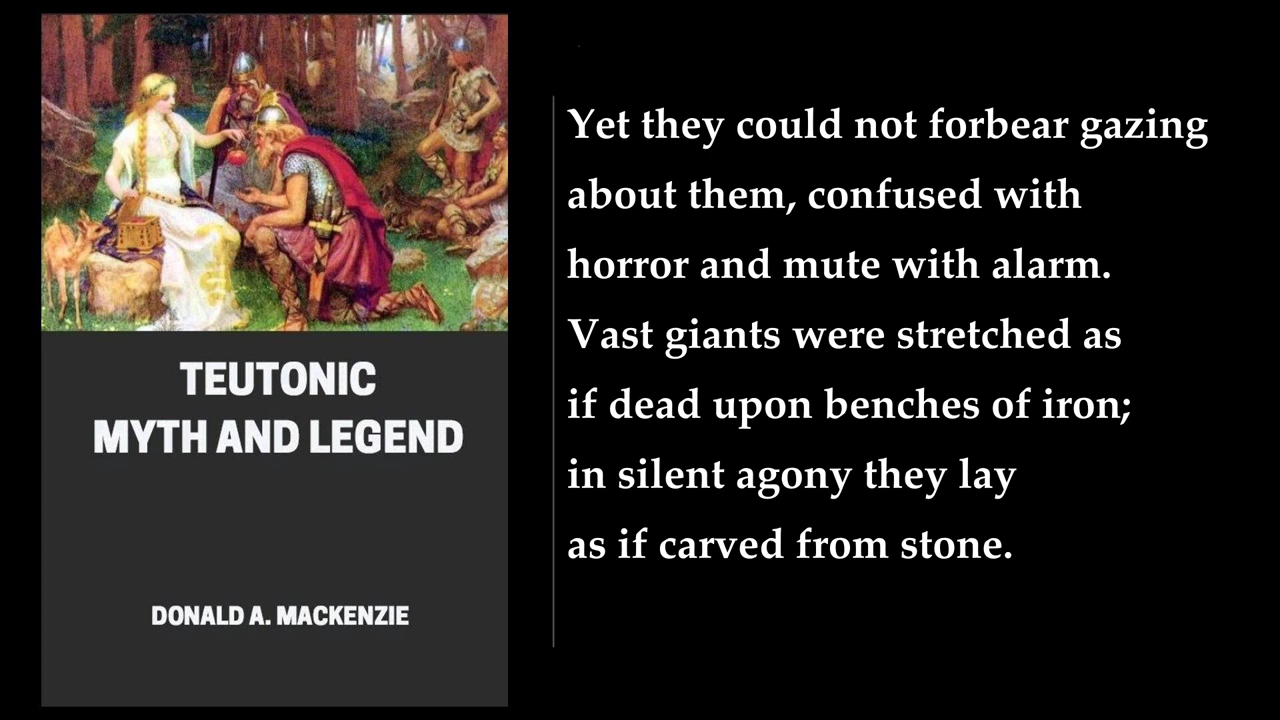 TEUTONIC
MYTH AND LEGEND
DONALD A. MACKENZIE
Yet they could not forbear gazing
about them, confused with
horror and mute with alarm.
Vast giants were stretched as
if dead upon benches of iron;
in silent agony they lay
as if carved from stone.